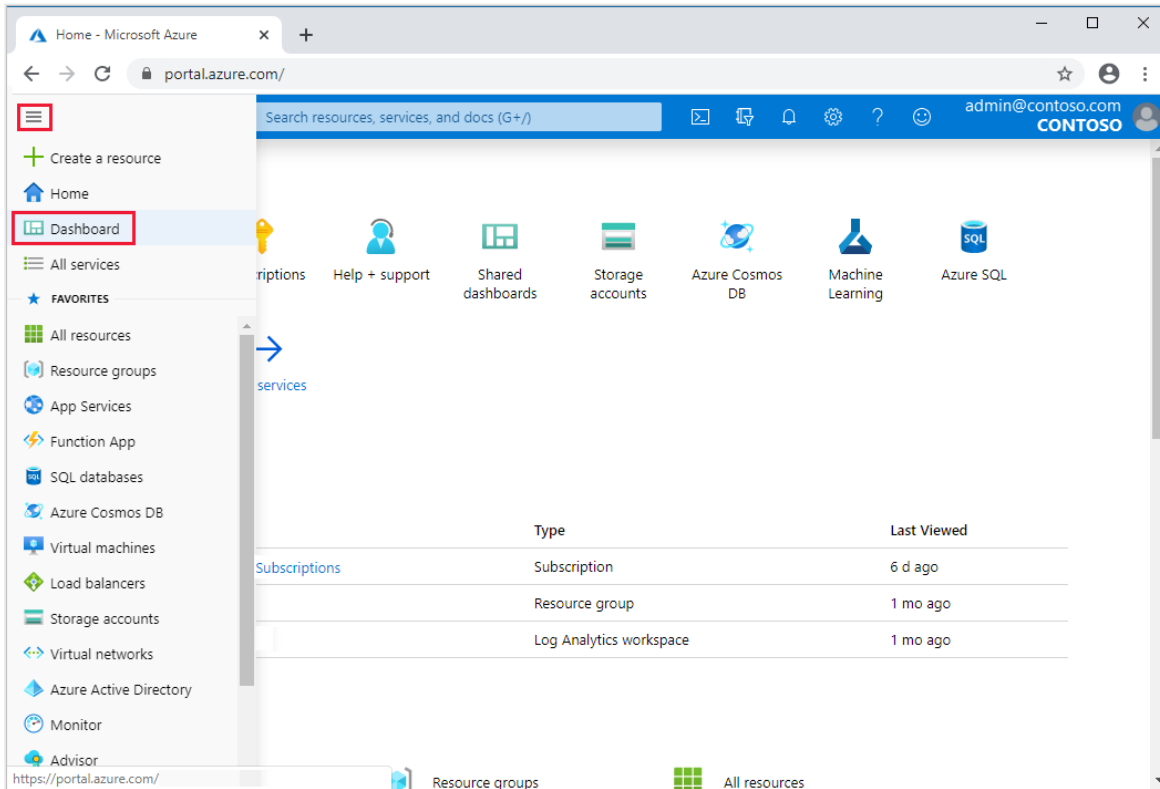 Home - Microsoft Azure
portal.azure.com/
Search resources, services, and docs (G+/)
admin@contoso.com
CONTOSO
Create a resource
Home
Dashboard
All services
FAVORITES
All resources
Resource groups
App Services
Function App
SQL databases
Azure Cosmos DB
Virtual machines
Load balancers
Storage accounts
Virtual networks
Azure Active Directory
Monitor
Advisor
https://portal.azure.com/
riptions
Help + support
Shared
dashboards
Storage
accounts
Azure Cosmos
DB
Machine
Learning
SQL
Azure SQL
services
Type Last Viewed
Subscriptions Subscription 6 d ago
Resource group 1 mo ago
Log Analytics workspace 1 mo ago
Resource groups
All resources